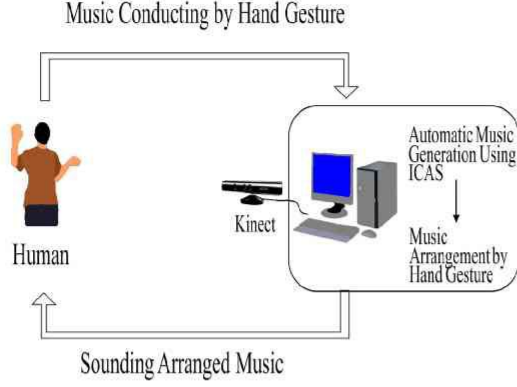 Music Conducting by Hand Gesture
Automatic Music
Generation Using
ICAS
Kinect
Music
Arrangement by
Hand Gesture
Human
Sounding Arranged Music